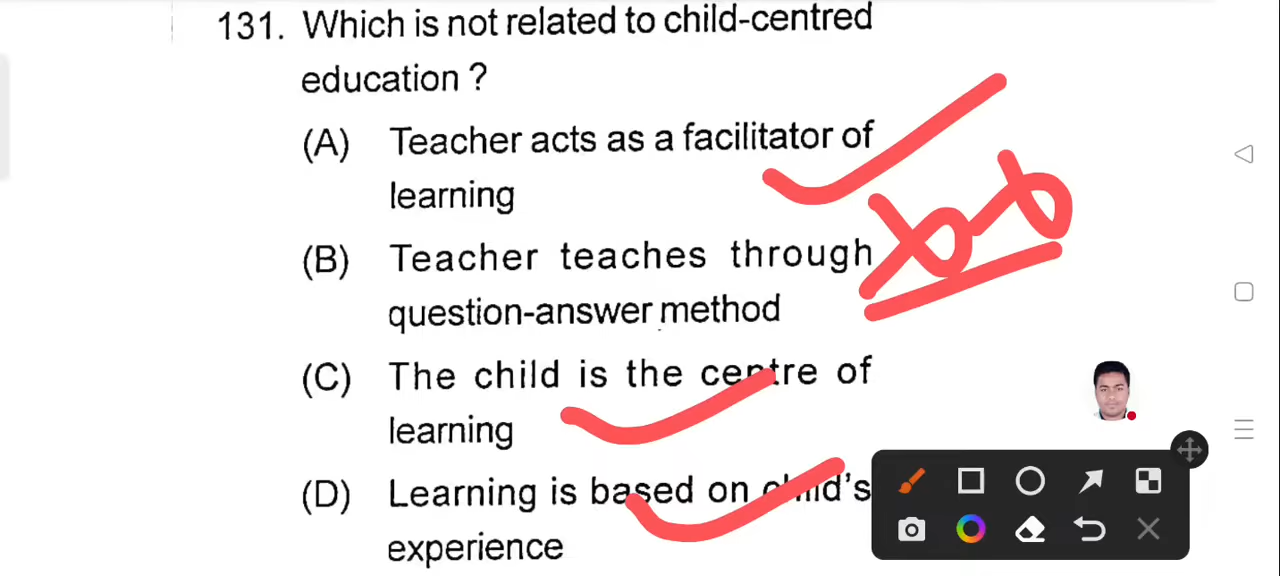 131. Which is not related to child-centred
education ?
(A) Teacher acts as a facilitator of
learning
(B) Teacher teaches through
question-answer method
(C) The child is the centre of
learning
(D) Learning is based on child's
experience